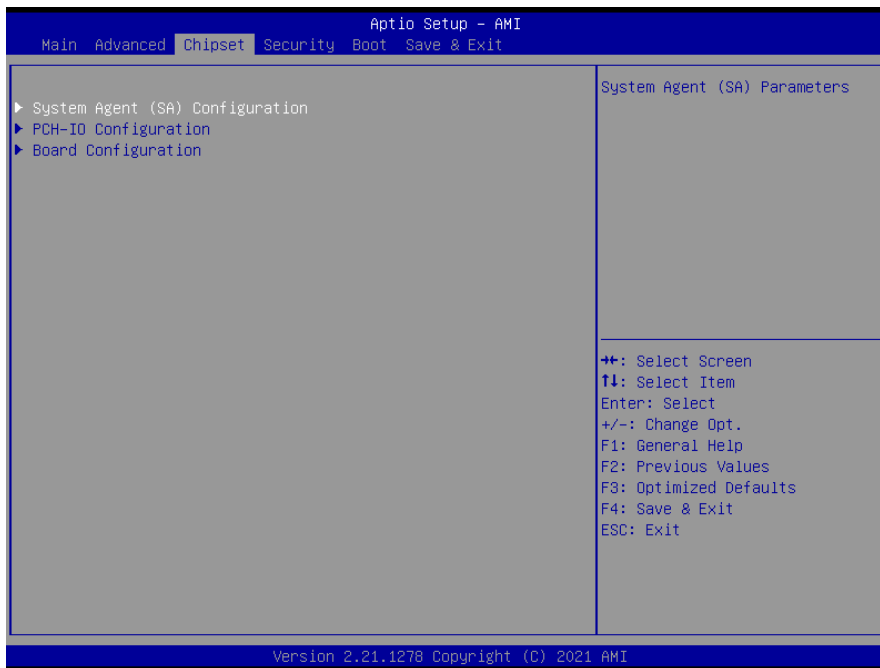 Aptio Setup – AMI
Main Advanced Chipset Security Boot Save & Exit
▶ System Agent (SA) Configuration
▶ PCH-IO Configuration
▶ Board Configuration
System Agent (SA) Parameters
→←: Select Screen
↑↓: Select Item
Enter: Select
+/-: Change Opt.
F1: General Help
F2: Previous Values
F3: Optimized Defaults
F4: Save & Exit
ESC: Exit
Version 2.21.1278 Copyright (C) 2021 AMI